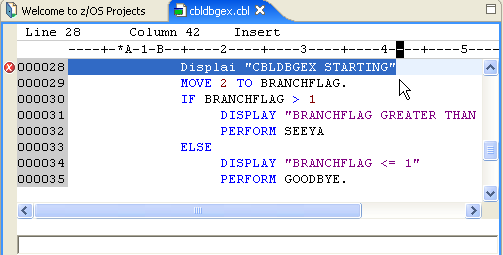 Welcome to z/OS Projects cbldbgex.cbl
Line 28 Column 42 Insert
----+-*A-1-B--+----2----+----3----+----4-----+----5----
000028 Displai "CBLDBGEX STARTING"
000029 MOVE 2 TO BRANCHFLAG.
000030 IF BRANCHFLAG > 1
000031 DISPLAY "BRANCHFLAG GREATER THAN
000032 PERFORM SEEYA
000033 ELSE
000034 DISPLAY "BRANCHFLAG <= 1"
000035 PERFORM GOODBYE.